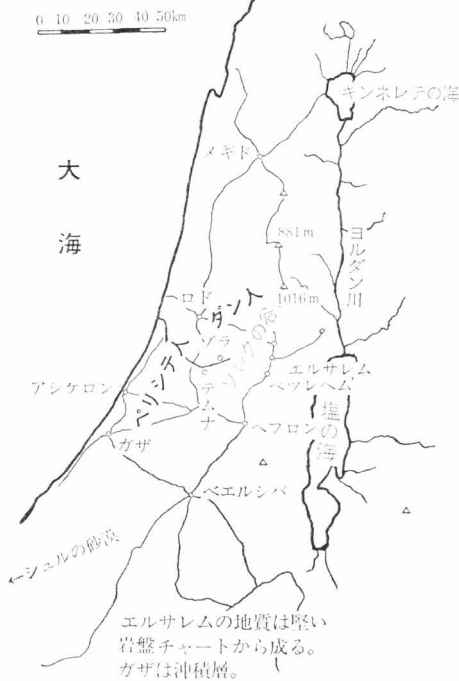 0 10 20 30 40 50km
キンネレテの海
メギド
大海
881m
ヨルダン川
1016m
ロド
ダン人
ゾラ
ソレクの谷
ペリシテ人
エルサレム
ベツレヘム
アシケロン
テムナ
ヘブロン
塩の海
ガザ
ベエルシバ
←シュルの砂漠
エルサレムの地質は堅い
岩盤チャートから成る。
ガザは沖積層。